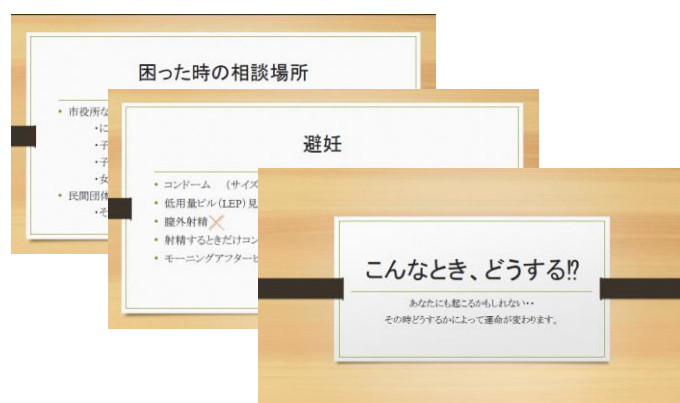 困った時の相談場所
・市役所な
・に
・子
・子
・女
・民間団体
・そ
避妊
・コンドーム (サイズ
・低用量ピル(LEP)見
・膣外射精
・射精するときだけコン
・モーニングアフターピ
こんなとき、どうする!?
あなたにも起こるかもしれない・・
その時どうするかによって運命が変わります。